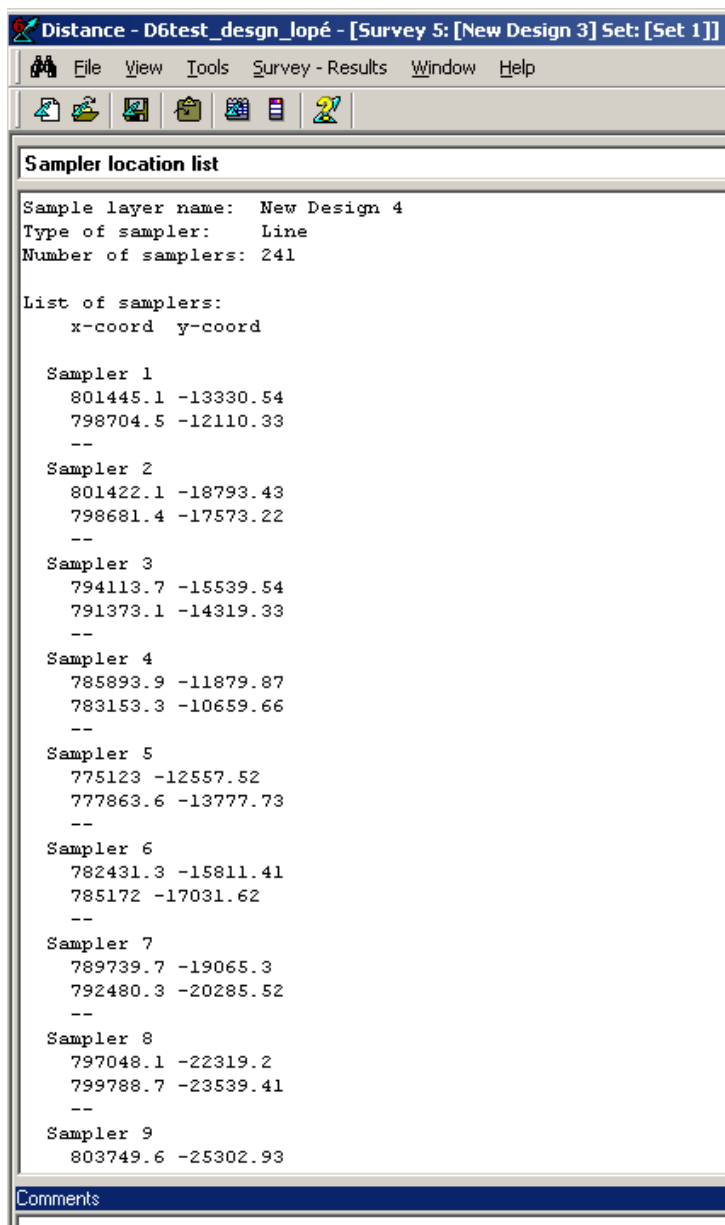 Distance - D6test_desgn_lopé - [Survey 5: [New Design 3] Set: [Set 1]]
File View Tools Survey - Results Window Help
Sampler location list
Sample layer name: New Design 4
Type of sampler: Line
Number of samplers: 241
List of samplers:
x-coord y-coord
Sampler 1
801445.1 -13330.54
798704.5 -12110.33
--
Sampler 2
801422.1 -18793.43
798681.4 -17573.22
--
Sampler 3
794113.7 -15539.54
791373.1 -14319.33
--
Sampler 4
785893.9 -11879.87
783153.3 -10659.66
--
Sampler 5
775123 -12557.52
777863.6 -13777.73
--
Sampler 6
782431.3 -15811.41
785172 -17031.62
--
Sampler 7
789739.7 -19065.3
792480.3 -20285.52
--
Sampler 8
797048.1 -22319.2
799788.7 -23539.41
--
Sampler 9
803749.6 -25302.93
Comments